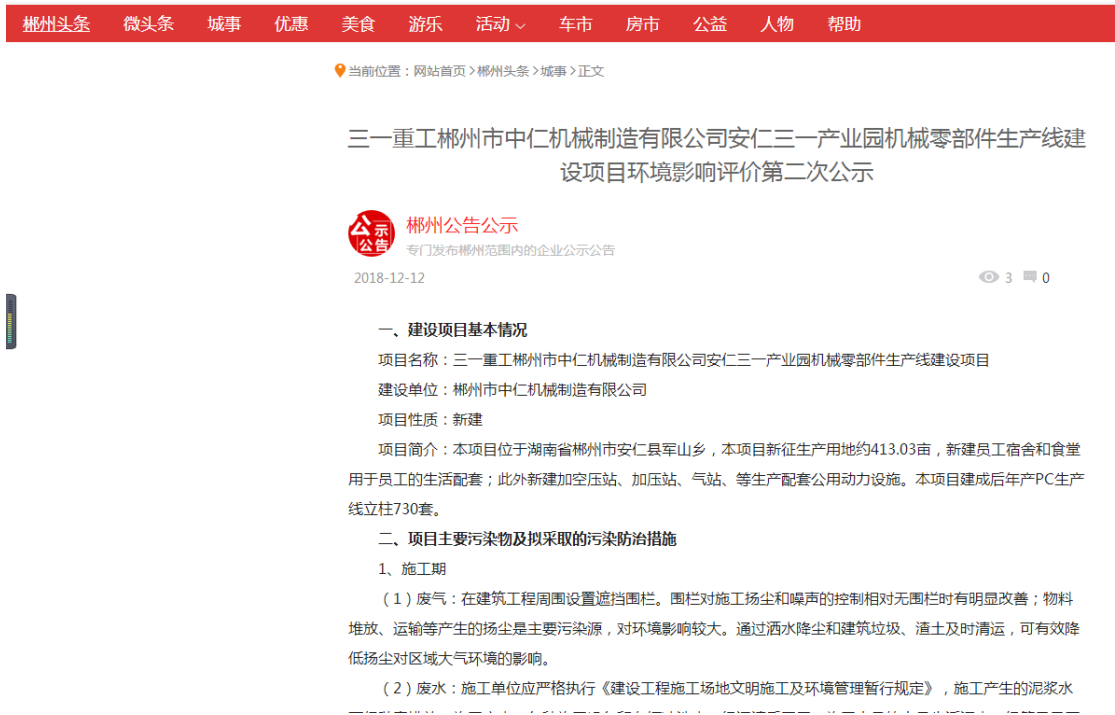 郴州头条 微头条 城事 优惠 美食 游乐 活动 车市 房市 公益 人物 帮助
当前位置：网站首页>郴州头条>城事>正文
三一重工郴州市中仁机械制造有限公司安仁三一产业园机械零部件生产线建
设项目环境影响评价第二次公示
公示公告
郴州公告公示
专门发布郴州范围内的企业公示公告
2018-12-12 3 0
一、建设项目基本情况
项目名称：三一重工郴州市中仁机械制造有限公司安仁三一产业园机械零部件生产线建设项目
建设单位：郴州市中仁机械制造有限公司
项目性质：新建
项目简介：本项目位于湖南省郴州市安仁县军山乡，本项目新征生产用地约413.03亩，新建员工宿舍和食堂
用于员工的生活配套；此外新建加空压站、加压站、气站、等生产配套公用动力设施。本项目建成后年产PC生产
线立柱730套。
二、项目主要污染物及拟采取的污染防治措施
1、施工期
（1）废气：在建筑工程周围设置遮挡围栏。围栏对施工扬尘和噪声的控制相对无围栏时有明显改善；物料
堆放、运输等产生的扬尘是主要污染源，对环境影响较大。通过洒水降尘和建筑垃圾、渣土及时清运，可有效降
低扬尘对区域大气环境的影响。
（2）废水：施工单位应严格执行《建设工程施工场地文明施工及环境管理暂行规定》，施工产生的泥浆水